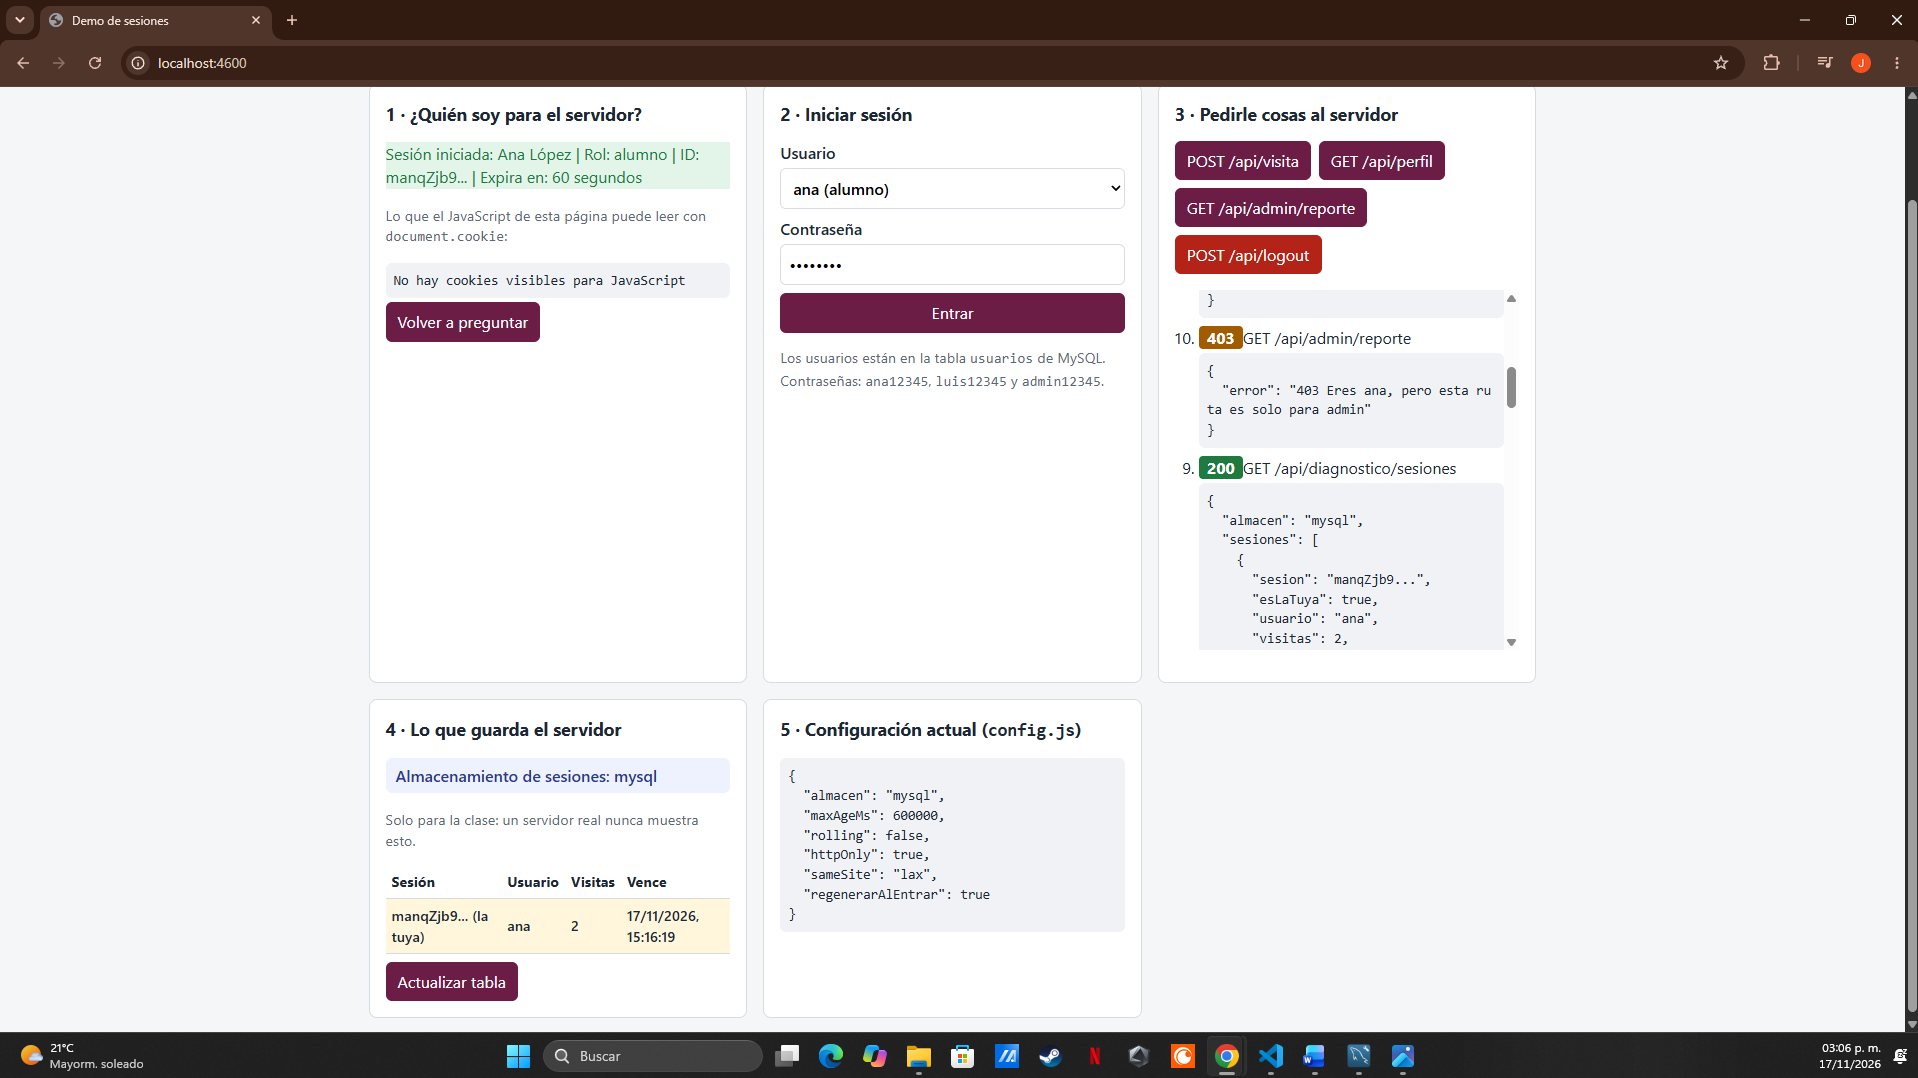 Demo de sesiones
localhost:4600
J
1 · ¿Quién soy para el servidor?
Sesión iniciada: Ana López | Rol: alumno | ID:
manqZjb9... | Expira en: 60 segundos
Lo que el JavaScript de esta página puede leer con
document.cookie:
No hay cookies visibles para JavaScript
Volver a preguntar
2 · Iniciar sesión
Usuario
ana (alumno)
Contraseña
••••••••
Entrar
Los usuarios están en la tabla usuarios de MySQL.
Contraseñas: ana12345, luis12345 y admin12345.
3 · Pedirle cosas al servidor
POST /api/visita
GET /api/perfil
GET /api/admin/reporte
POST /api/logout
}
10. 403 GET /api/admin/reporte
{
"error": "403 Eres ana, pero esta ru
ta es solo para admin"
}
9. 200 GET /api/diagnostico/sesiones
{
"almacen": "mysql",
"sesiones": [
{
"sesion": "manqZjb9...",
"esLaTuya": true,
"usuario": "ana",
"visitas": 2,
4 · Lo que guarda el servidor
Almacenamiento de sesiones: mysql
Solo para la clase: un servidor real nunca muestra
esto.
Sesión Usuario Visitas Vence
manqZjb9... (la
tuya)
ana
2
17/11/2026,
15:16:19
Actualizar tabla
5 · Configuración actual (config.js)
{
"almacen": "mysql",
"maxAgeMs": 600000,
"rolling": false,
"httpOnly": true,
"sameSite": "lax",
"regenerarAlEntrar": true
}
21°C
Mayorm. soleado
Buscar
03:06 p. m.
17/11/2026